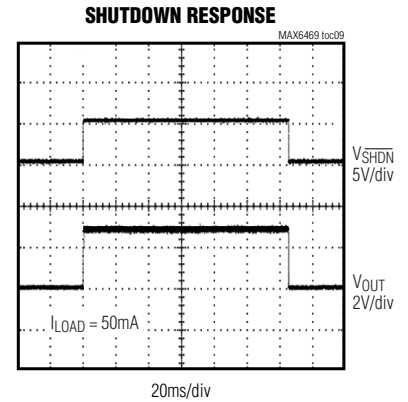 SHUTDOWN RESPONSE
MAX6469 toc09
VSHDN
5V/div
VOUT
2V/div
ILOAD = 50mA
20ms/div